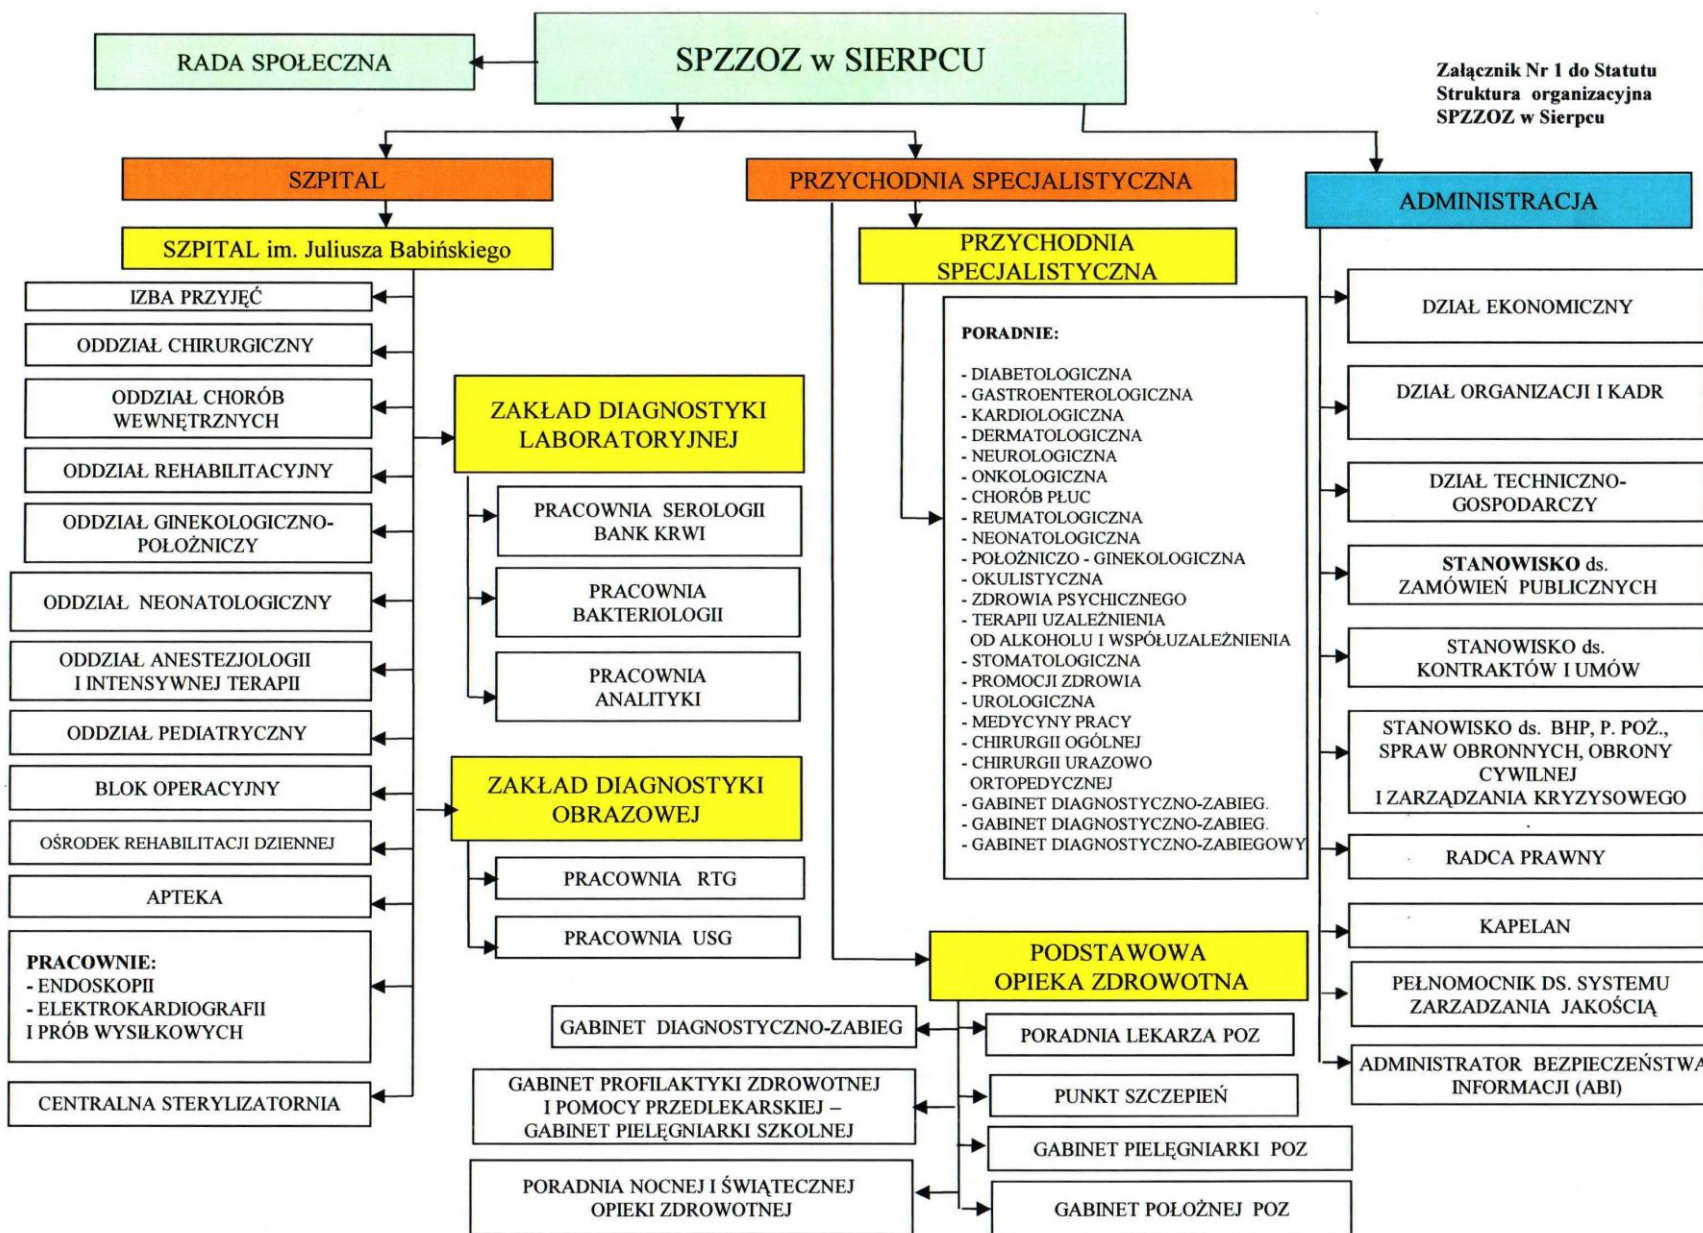 RADA SPOŁECZNA
SPZZOZ w SIERPCU
Załącznik Nr 1 do Statutu
Struktura organizacyjna
SPZZOZ w Sierpcu
SZPITAL
PRZYCHODNIA SPECJALISTYCZNA
ADMINISTRACJA
SZPITAL im. Juliusza Babińskiego
IZBA PRZYJĘĆ
ODDZIAŁ CHIRURGICZNY
ODDZIAŁ CHORÓB
WEWNĘTRZNYCH
ODDZIAŁ REHABILITACYJNY
ODDZIAŁ GINEKOLOGICZNO-
POŁOŻNICZY
ODDZIAŁ NEONATOLOGICZNY
ODDZIAŁ ANESTEZJOLOGII
I INTENSYWNEJ TERAPII
ODDZIAŁ PEDIATRYCZNY
BLOK OPERACYJNY
OŚRODEK REHABILITACJI DZIENNEJ
APTEKA
PRACOWNIE:
- ENDOSKOPII
- ELEKTROKARDIOGRAFII
I PRÓB WYSIŁKOWYCH
CENTRALNA STERYLIZATORNIA
ZAKŁAD DIAGNOSTYKI
LABORATORYJNEJ
PRACOWNIA SEROLOGII
BANK KRWI
PRACOWNIA
BAKTERIOLOGII
PRACOWNIA
ANALITYKI
ZAKŁAD DIAGNOSTYKI
OBRAZOWEJ
PRACOWNIA RTG
PRACOWNIA USG
PRZYCHODNIA
SPECJALISTYCZNA
PORADNIE:
- DIABETOLOGICZNA
- GASTROENTEROLOGICZNA
- KARDIOLOGICZNA
- DERMATOLOGICZNA
- NEUROLOGICZNA
- ONKOLOGICZNA
- CHORÓB PŁUC
- REUMATOLOGICZNA
- NEONATOLOGICZNA
- POŁOŻNICZO - GINEKOLOGICZNA
- OKULISTYCZNA
- ZDROWIA PSYCHICZNEGO
- TERAPII UZALEŻNIENIA
OD ALKOHOLU I WSPÓŁUZALEŻNIENIA
- STOMATOLOGICZNA
- PROMOCJI ZDROWIA
- UROLOGICZNA
- MEDYCYNY PRACY
- CHIRURGII OGÓLNEJ
- CHIRURGII URAZOWO
ORTOPEDYCZNEJ
- GABINET DIAGNOSTYCZNO-ZABIEG.
- GABINET DIAGNOSTYCZNO-ZABIEG.
- GABINET DIAGNOSTYCZNO-ZABIEGOWY
PODSTAWOWA
OPIEKA ZDROWOTNA
GABINET DIAGNOSTYCZNO-ZABIEG
GABINET PROFILAKTYKI ZDROWOTNEJ
I POMOCY PRZEDLEKARSKIEJ –
GABINET PIELĘGNIARKI SZKOLNEJ
PORADNIA NOCNEJ I ŚWIĄTECZNEJ
OPIEKI ZDROWOTNEJ
PORADNIA LEKARZA POZ
PUNKT SZCZEPIEŃ
GABINET PIELĘGNIARKI POZ
GABINET POŁOŻNEJ POZ
DZIAŁ EKONOMICZNY
DZIAŁ ORGANIZACJI I KADR
DZIAŁ TECHNICZNO-
GOSPODARCZY
STANOWISKO ds.
ZAMÓWIEŃ PUBLICZNYCH
STANOWISKO ds.
KONTRAKTÓW I UMÓW
STANOWISKO ds. BHP, P. POŻ.,
SPRAW OBRONNYCH, OBRONY
CYWILNEJ
I ZARZĄDZANIA KRYZYSOWEGO
RADCA PRAWNY
KAPELAN
PEŁNOMOCNIK DS. SYSTEMU
ZARZADZANIA JAKOŚCIĄ
ADMINISTRATOR BEZPIECZEŃSTWA
INFORMACJI (ABI)